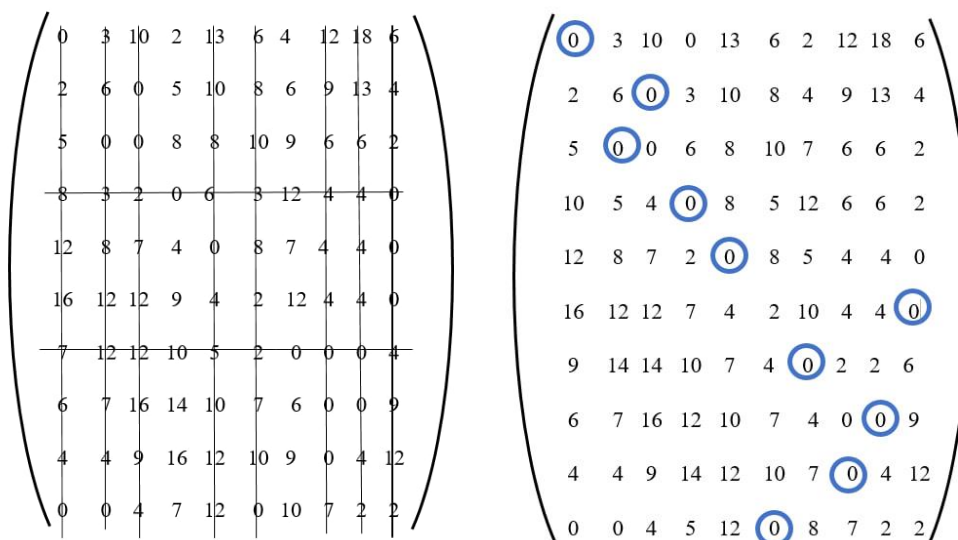 0 3 10 2 13 6 4 12 18 6
2 6 0 5 10 8 6 9 13 4
5 0 0 8 8 10 9 6 6 2
8 3 2 0 6 3 12 4 4 0
12 8 7 4 0 8 7 4 4 0
16 12 12 9 4 2 12 4 4 0
7 12 12 10 5 2 0 0 0 4
6 7 16 14 10 7 6 0 0 9
4 4 9 16 12 10 9 0 4 12
0 0 4 7 12 0 10 7 2 2
0 3 10 0 13 6 2 12 18 6
2 6 0 3 10 8 4 9 13 4
5 0 0 6 8 10 7 6 6 2
10 5 4 0 8 5 12 6 6 2
12 8 7 2 0 8 5 4 4 0
16 12 12 7 4 2 10 4 4 0
9 14 14 10 7 4 0 2 2 6
6 7 16 12 10 7 4 0 0 9
4 4 9 14 12 10 7 0 4 12
0 0 4 5 12 0 8 7 2 2